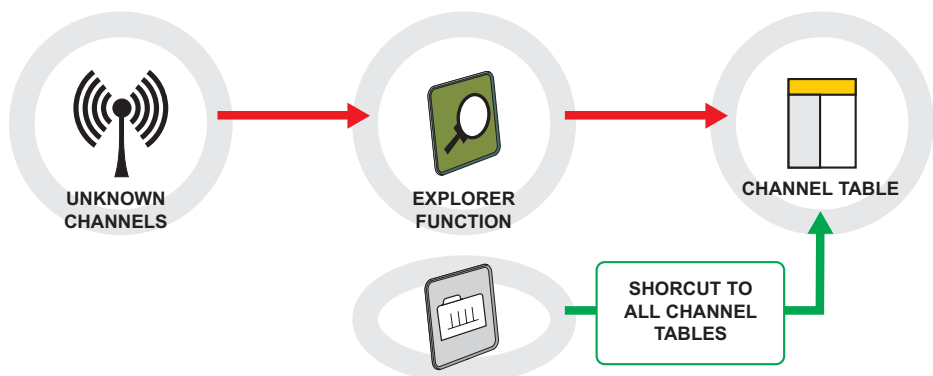 UNKNOWN
CHANNELS
EXPLORER
FUNCTION
CHANNEL TABLE
SHORCUT TO
ALL CHANNEL
TABLES